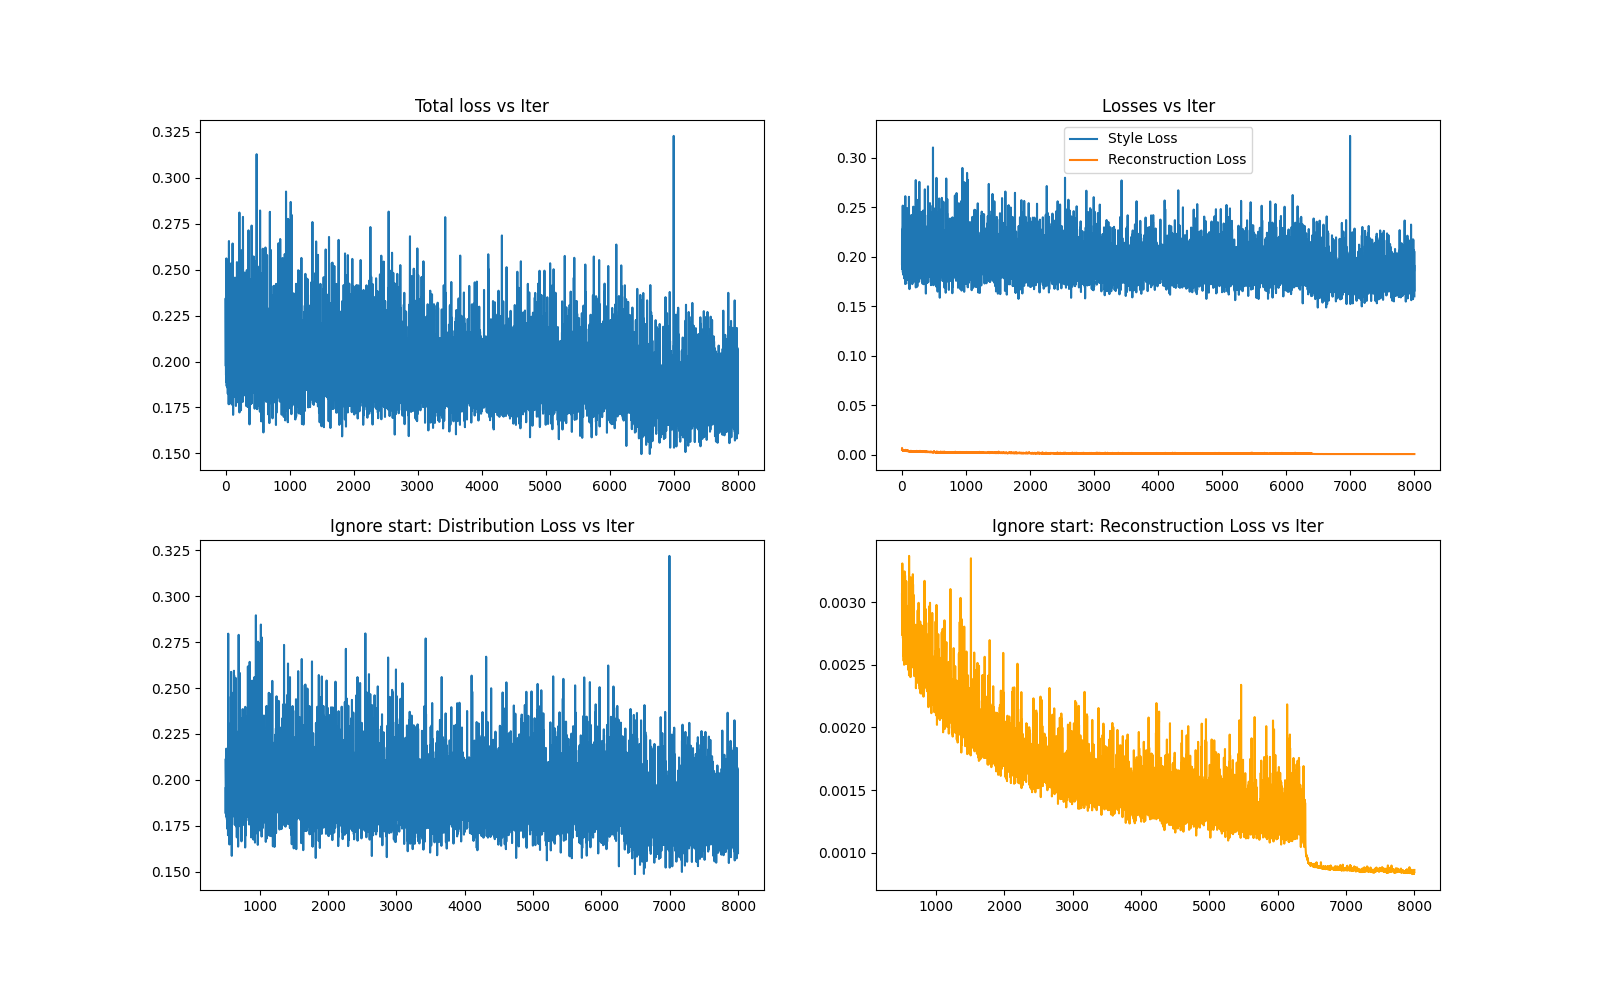 Total loss vs Iter
0.325
0.300
0.275
0.250
0.225
0.200
0.175
0.150
0 1000 2000 3000 4000 5000 6000 7000 8000
Losses vs Iter
Style Loss
Reconstruction Loss
0.30
0.25
0.20
0.15
0.10
0.05
0.00
0 1000 2000 3000 4000 5000 6000 7000 8000
Ignore start: Distribution Loss vs Iter
0.325
0.300
0.275
0.250
0.225
0.200
0.175
0.150
1000 2000 3000 4000 5000 6000 7000 8000
Ignore start: Reconstruction Loss vs Iter
0.0030
0.0025
0.0020
0.0015
0.0010
1000 2000 3000 4000 5000 6000 7000 8000